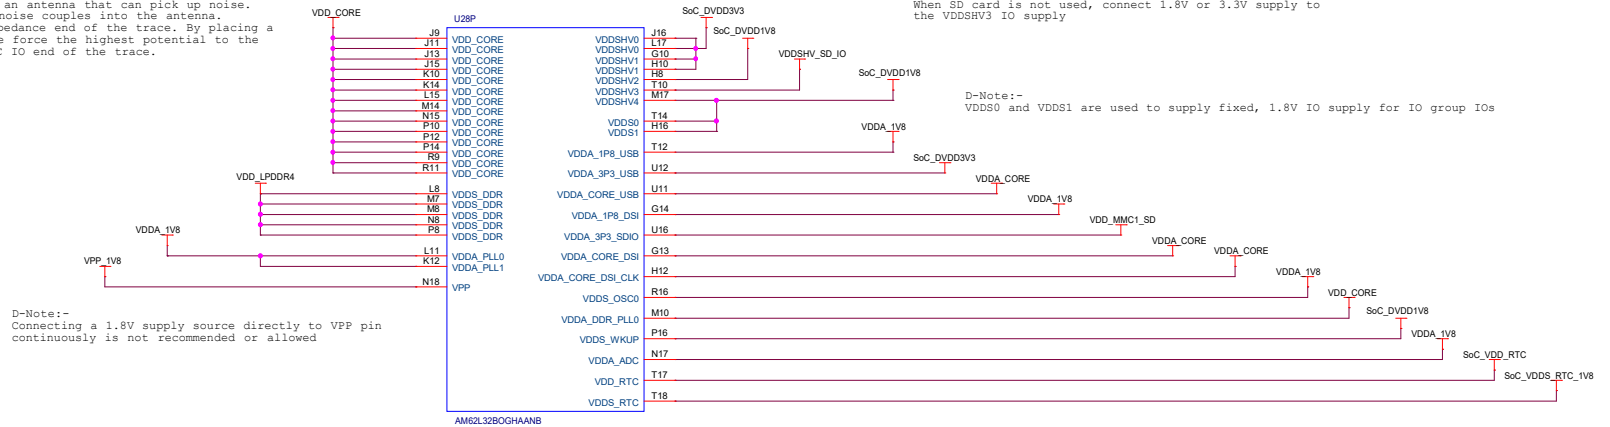 an antenna that can pick up noise.
noise couples into the antenna.
pedance end of the trace. By placing a
e force the highest potential to the
C IO end of the trace.
When SD card is not used, connect 1.8V or 3.3V supply to
the VDDSHV3 IO supply
D-Note:-
VDDS0 and VDDS1 are used to supply fixed, 1.8V IO supply for IO group IOs
VDD_CORE
VDD_LPDDR4
VDDA_1V8
VPP_1V8
D-Note:-
Connecting a 1.8V supply source directly to VPP pin
continuously is not recommended or allowed
U28P
J9 VDD_CORE
J11 VDD_CORE
J13 VDD_CORE
J15 VDD_CORE
K10 VDD_CORE
K14 VDD_CORE
L15 VDD_CORE
M14 VDD_CORE
N15 VDD_CORE
P10 VDD_CORE
P12 VDD_CORE
P14 VDD_CORE
R9 VDD_CORE
R11 VDD_CORE
L8 VDDS_DDR
M7 VDDS_DDR
M8 VDDS_DDR
N8 VDDS_DDR
P8 VDDS_DDR
L11 VDDA_PLL0
K12 VDDA_PLL1
N18 VPP
VDDSHV0 J16
VDDSHV0 L17
VDDSHV1 G10
VDDSHV1 H10
VDDSHV2 H8
VDDSHV3 T10
VDDSHV4 M17
VDDS0 T14
VDDS1 H16
VDDA_1P8_USB T12
VDDA_3P3_USB U12
VDDA_CORE_USB U11
VDDA_1P8_DSI G14
VDDA_3P3_SDIO U16
VDDA_CORE_DSI G13
VDDA_CORE_DSI_CLK H12
VDDS_OSC0 R16
VDDA_DDR_PLL0 M10
VDDS_WKUP P16
VDDA_ADC N17
VDD_RTC T17
VDDS_RTC T18
AM62L32BOGHAANB
SoC_DVDD3V3
SoC_DVDD1V8
VDDSHV_SD_IO
SoC_DVDD1V8
VDDA_1V8
SoC_DVDD3V3
VDDA_CORE
VDDA_1V8
VDD_MMC1_SD
VDDA_CORE
VDDA_CORE
VDDA_1V8
VDD_CORE
SoC_DVDD1V8
VDDA_1V8
SoC_VDD_RTC
SoC_VDDS_RTC_1V8